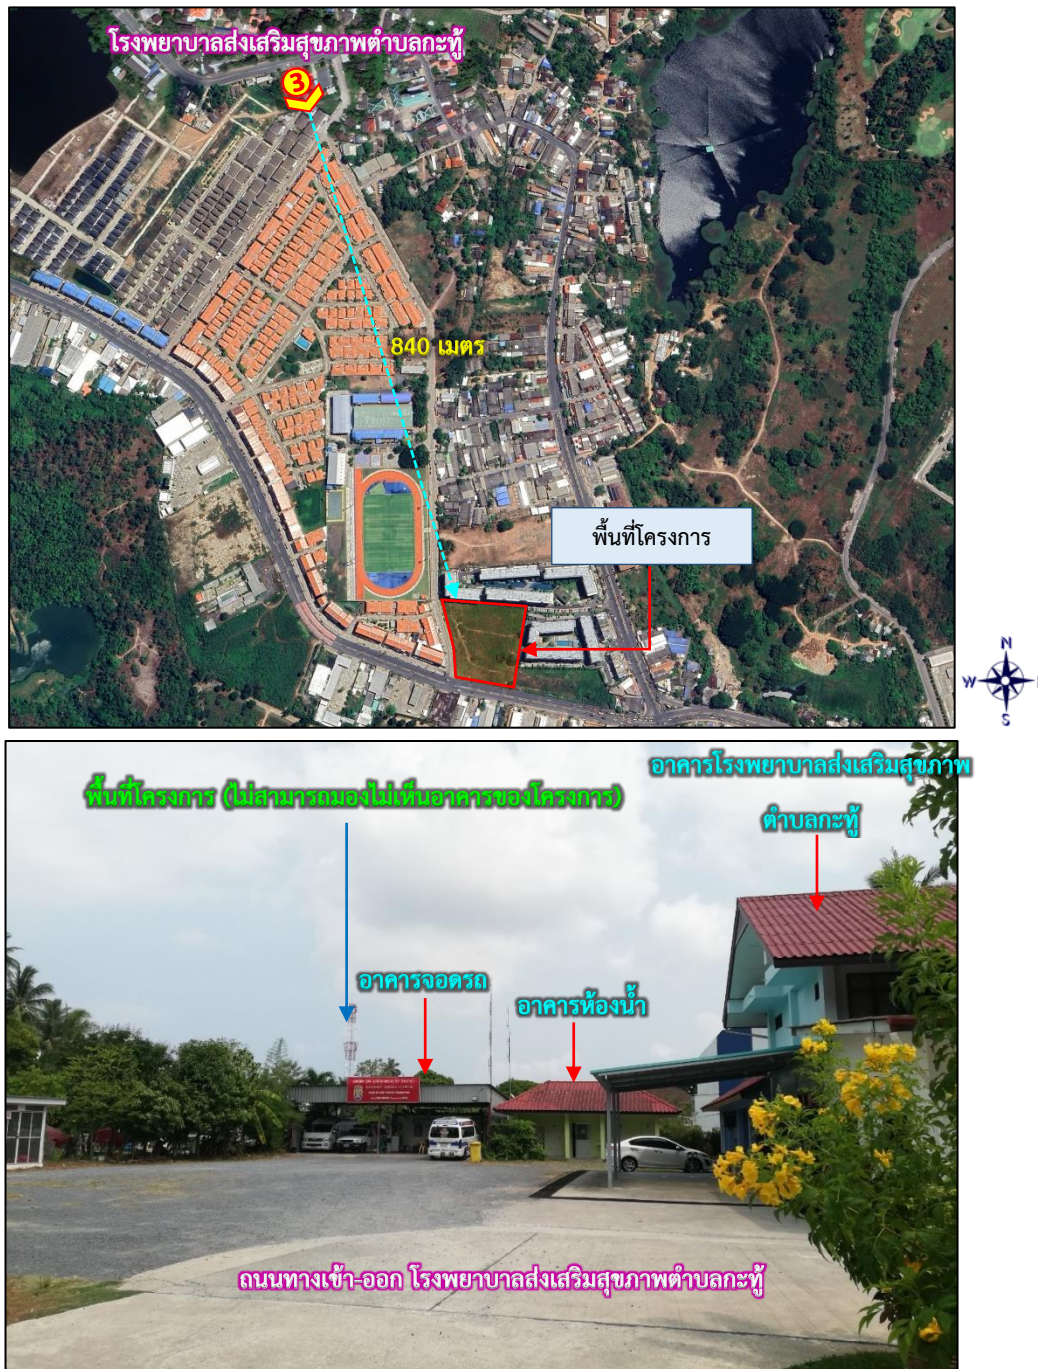 โรงพยาบาลส่งเสริมสุขภาพตำบลกะทู้
3
840 เมตร
พื้นที่โครงการ
N
W
S
อาคารโรงพยาบาลส่งเสริมสุขภาพ
ตำบลกะทู้
พื้นที่โครงการ (ไม่สามารถมองไม่เห็นอาคารของโครงการ)
อาคารจอดรถ
อาคารห้องน้ำ
ถนนทางเข้า-ออก โรงพยาบาลส่งเสริมสุขภาพตำบลกะทู้